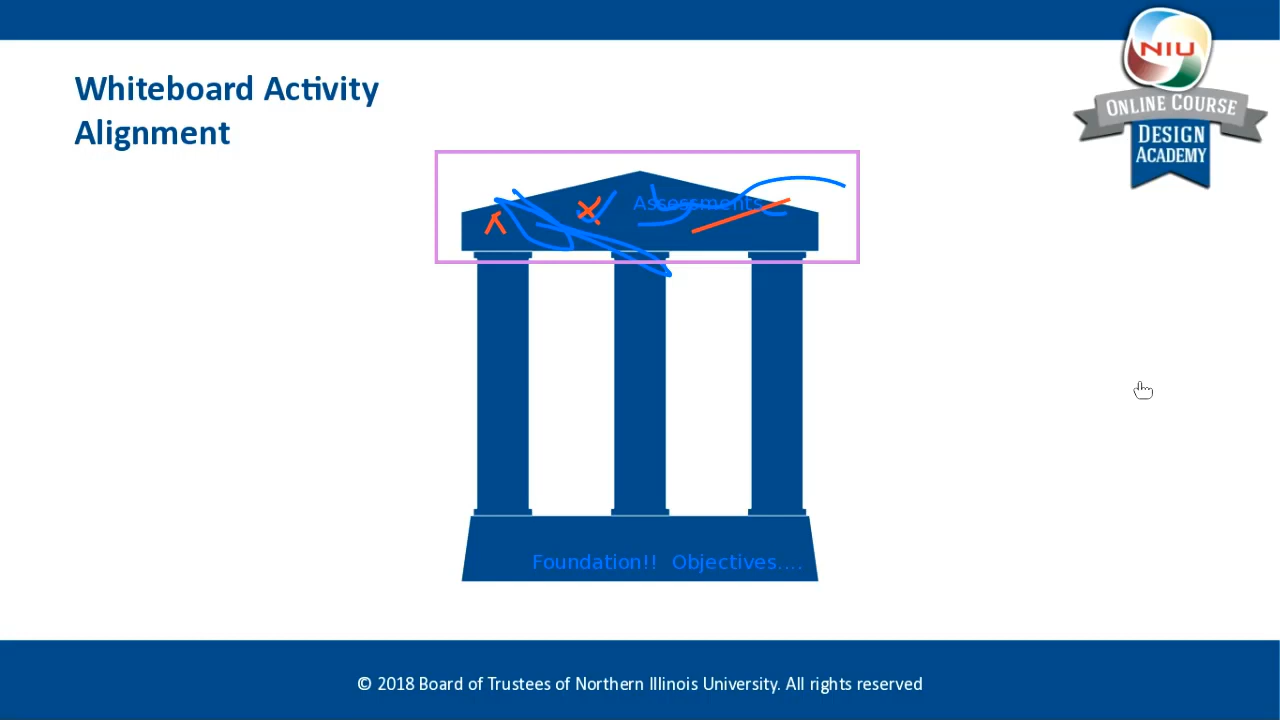 Whiteboard Activity
Alignment
NIU
ONLINE COURSE
DESIGN
ACADEMY
Assessments
Foundation!! Objectives....
© 2018 Board of Trustees of Northern Illinois University. All rights reserved